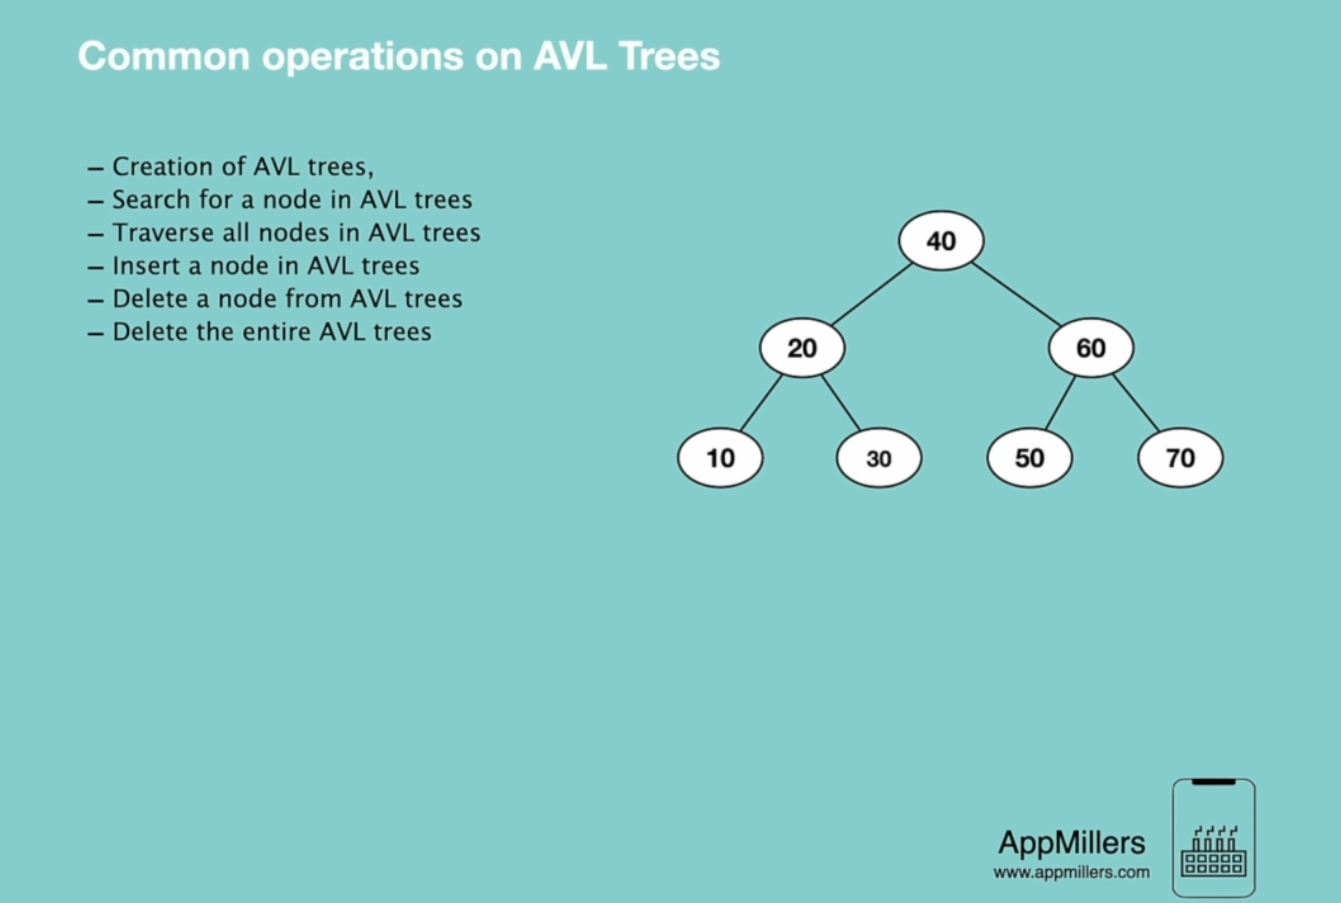 Common operations on AVL Trees
– Creation of AVL trees,
– Search for a node in AVL trees
– Traverse all nodes in AVL trees
– Insert a node in AVL trees
– Delete a node from AVL trees
– Delete the entire AVL trees
40
20 60
10 30 50 70
AppMillers
www.appmillers.com